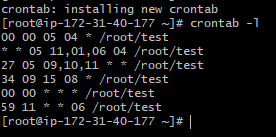 crontab: installing new crontab
[root@ip-172-31-40-177 ~]# crontab -l
00 00 05 04 * /root/test
* * 05 11,01,06 04 /root/test
27 05 09,10,11 * * /root/test
34 09 15 08 * /root/test
00 00 * * * /root/test
59 11 * * 06 /root/test
[root@ip-172-31-40-177 ~]#